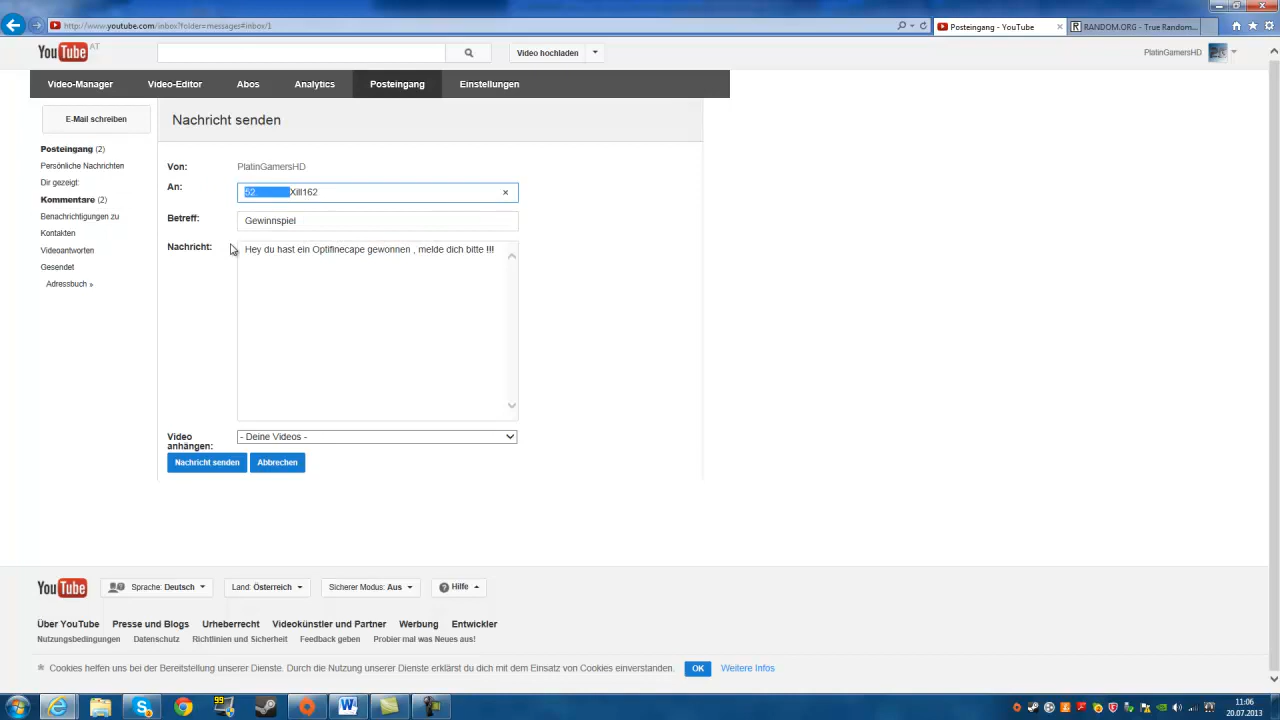 http://www.youtube.com/inbox?folder=messages#inbox/1
Posteingang - YouTube
RANDOM.ORG - True Random...
YouTube AT
Video hochladen
PlatinGamersHD
Video-Manager Video-Editor Abos Analytics Posteingang Einstellungen
E-Mail schreiben
Nachricht senden
Posteingang (2)
Persönliche Nachrichten
Dir gezeigt:
Kommentare (2)
Benachrichtigungen zu
Kontakten
Videoantworten
Gesendet
Adressbuch »
Von: PlatinGamersHD
An: 52. Xill162
Betreff: Gewinnspiel
Nachricht: Hey du hast ein Optifinecape gewonnen , melde dich bitte !!!
Video
anhängen: - Deine Videos -
Nachricht senden Abbrechen
YouTube Sprache: Deutsch Land: Österreich Sicherer Modus: Aus Hilfe
Über YouTube Presse und Blogs Urheberrecht Videokünstler und Partner Werbung Entwickler
Nutzungsbedingungen Datenschutz Richtlinien und Sicherheit Feedback geben Probier mal was Neues aus!
* Cookies helfen uns bei der Bereitstellung unserer Dienste. Durch die Nutzung unserer Dienste erklärst du dich mit dem Einsatz von Cookies einverstanden. OK Weitere Infos
99
11:06
20.07.2013